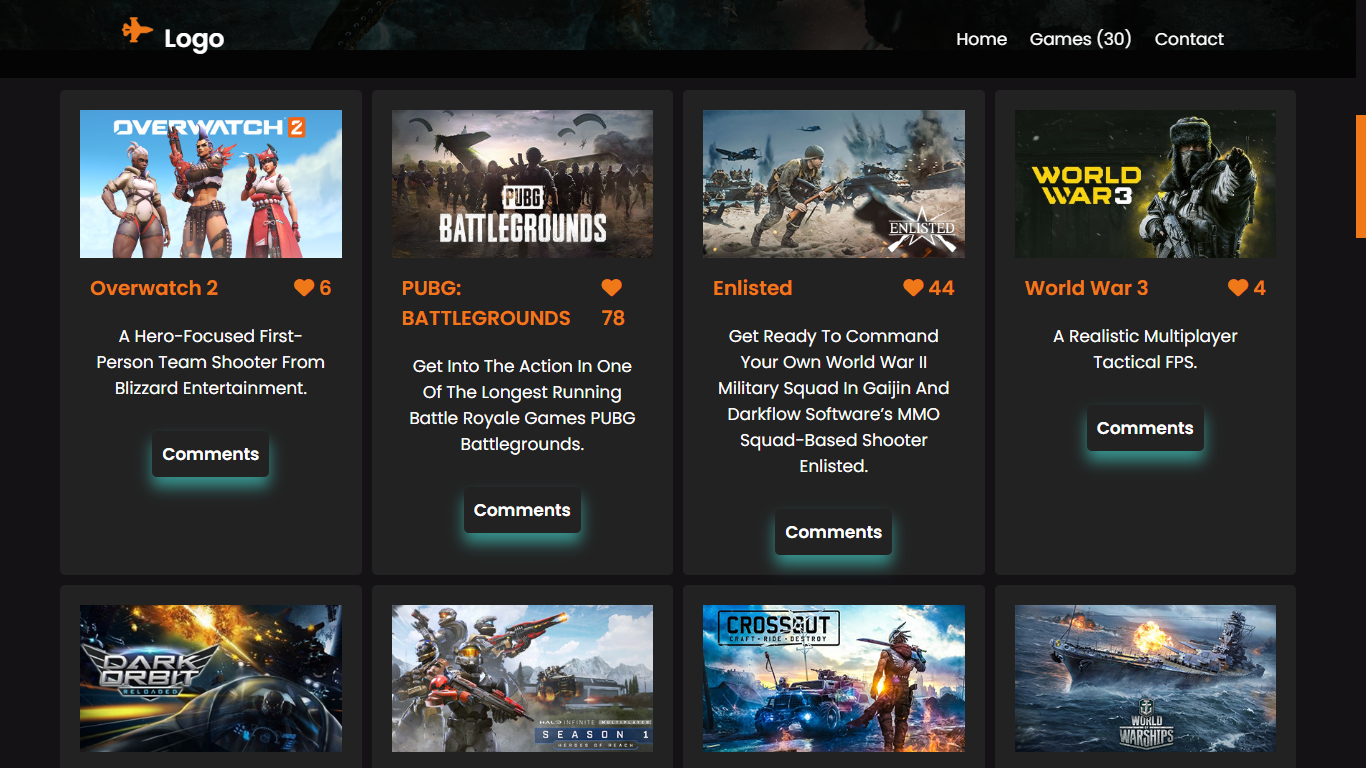 Logo
Home Games (30) Contact
OVERWATCH 2
PUBG
BATTLEGROUNDS
ENLISTED
WORLD
WAR3
Overwatch 2 6
PUBG:
BATTLEGROUNDS 78
Enlisted 44
World War 3 4
A Hero-Focused First-
Person Team Shooter From
Blizzard Entertainment.
Comments
Get Into The Action In One
Of The Longest Running
Battle Royale Games PUBG
Battlegrounds.
Comments
Get Ready To Command
Your Own World War II
Military Squad In Gaijin And
Darkflow Software’s MMO
Squad-Based Shooter
Enlisted.
Comments
A Realistic Multiplayer
Tactical FPS.
Comments
DARK
ORBIT
RELOADED
HALO INFINITE MULTIPLAYER
SEASON 1
HEROES OF REACH
CROSSOUT
CRAFT • RIDE • DESTROY
WORLD
OF
WARSHIPS